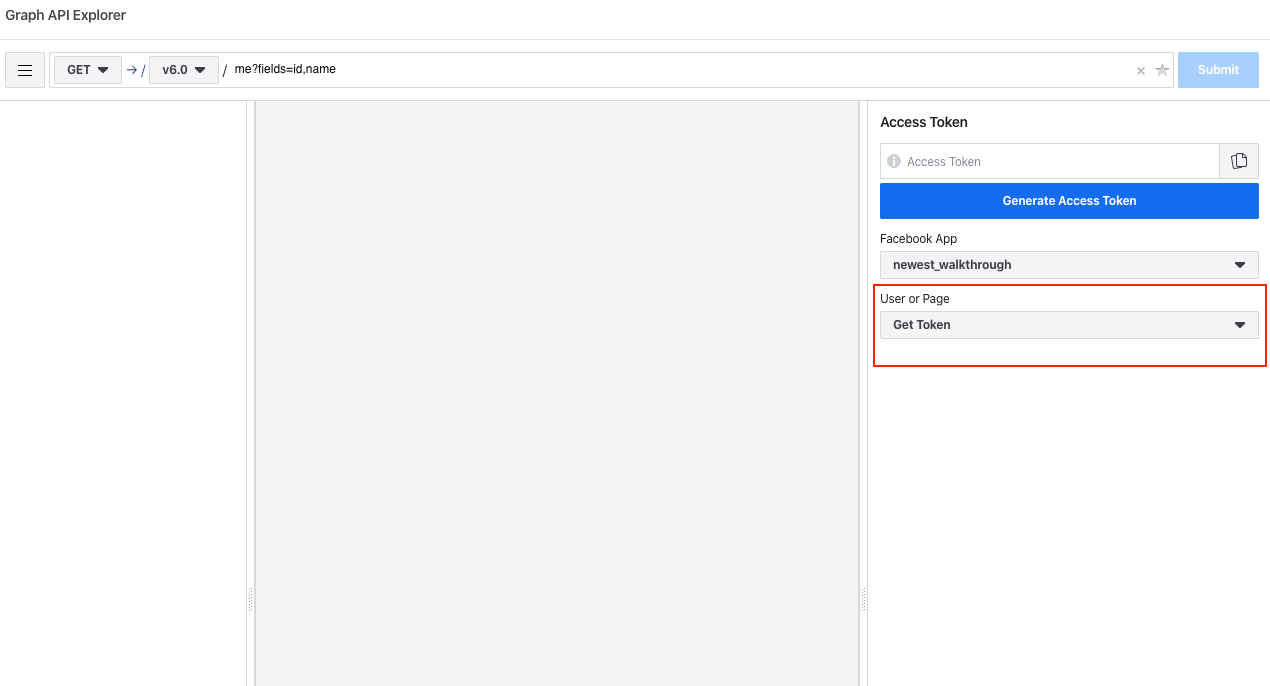 Graph API Explorer
GET / v6.0 / me?fields=id,name Submit
Access Token
Access Token
Generate Access Token
Facebook App
newest_walkthrough
User or Page
Get Token